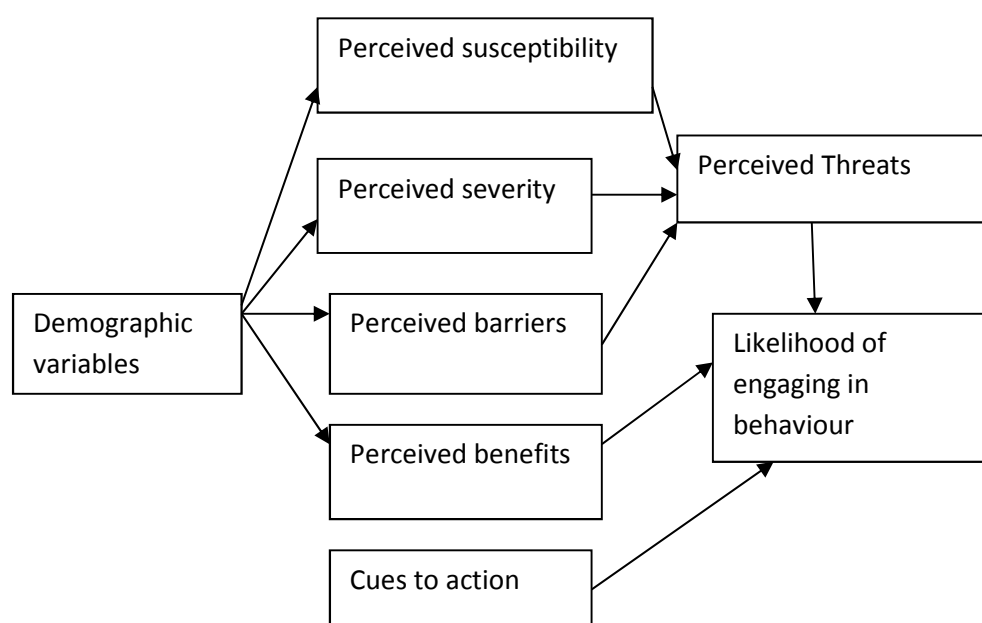 Perceived susceptibility
Perceived severity
Perceived Threats
Demographic
variables
Perceived barriers
Likelihood of
engaging in
behaviour
Perceived benefits
Cues to action